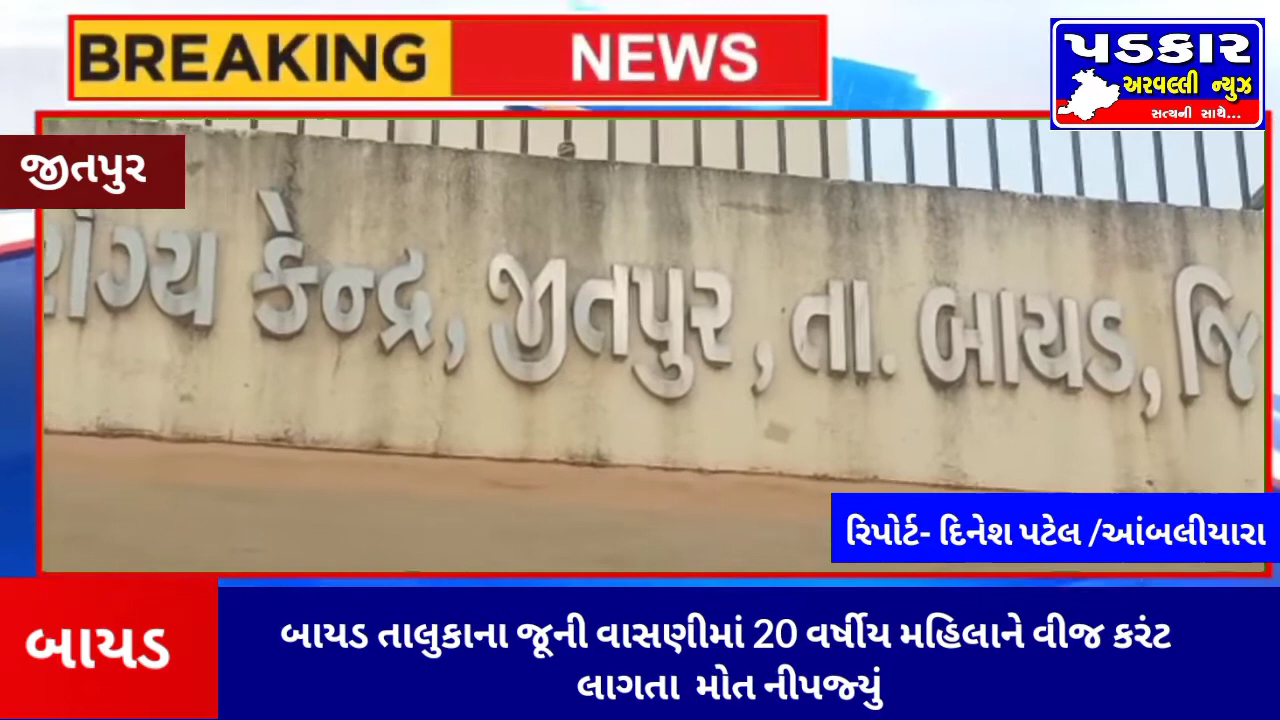 BREAKING NEWS
પડકાર
અરવલ્લી ન્યુઝ
સત્યની સાથે...
જીતપુર
રોગ્ય કેન્દ્ર, જીતપુર, તા. બાયડ, જિ
રિપોર્ટ- દિનેશ પટેલ /આંબલીયારા
બાયડ
બાયડ તાલુકાના જૂની વાસણીમાં 20 વર્ષીય મહિલાને વીજ કરંટ
લાગતા મોત નીપજ્યું